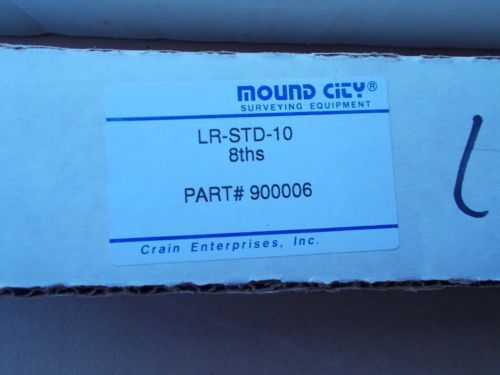 MOUND CITY®
SURVEYING EQUIPMENT
LR-STD-10
8ths
PART# 900006
Crain Enterprises, Inc.